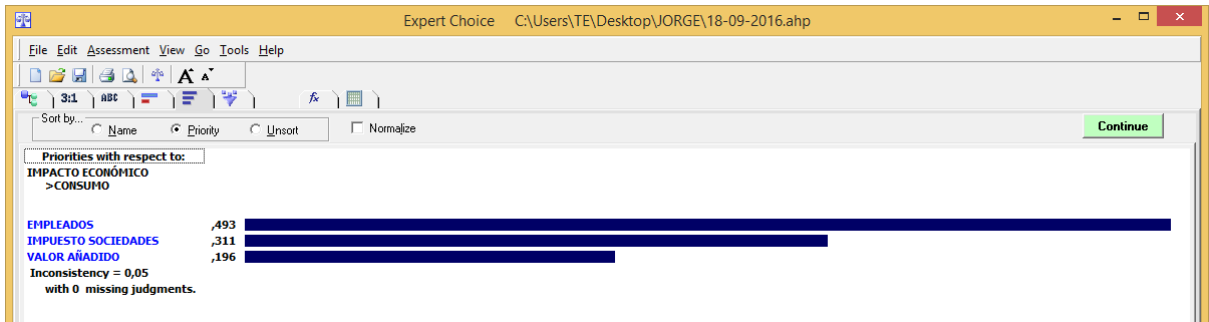 Expert Choice C:\Users\TE\Desktop\JORGE\18-09-2016.ahp
File Edit Assessment View Go Tools Help
A A
3:1 ABC fx
Sort by... Name Priority Unsort Normalize Continue
Priorities with respect to:
IMPACTO ECONÓMICO
>CONSUMO
EMPLEADOS ,493
IMPUESTO SOCIEDADES ,311
VALOR AÑADIDO ,196
Inconsistency = 0,05
with 0 missing judgments.